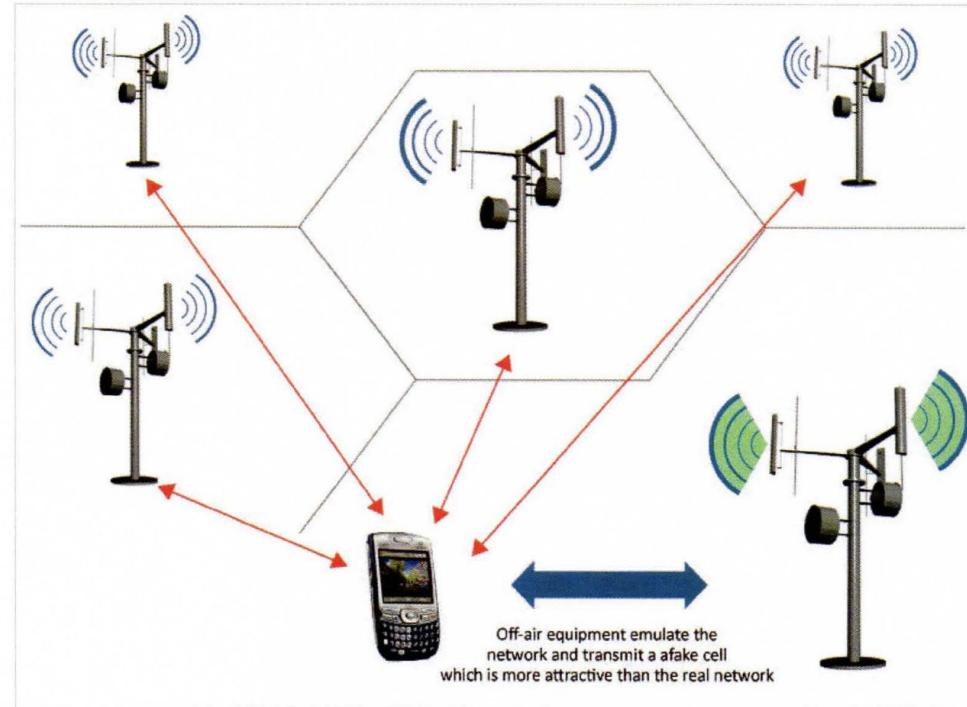 Off-air equipment emulate the
network and transmit a afake cell
which is more attractive than the real network